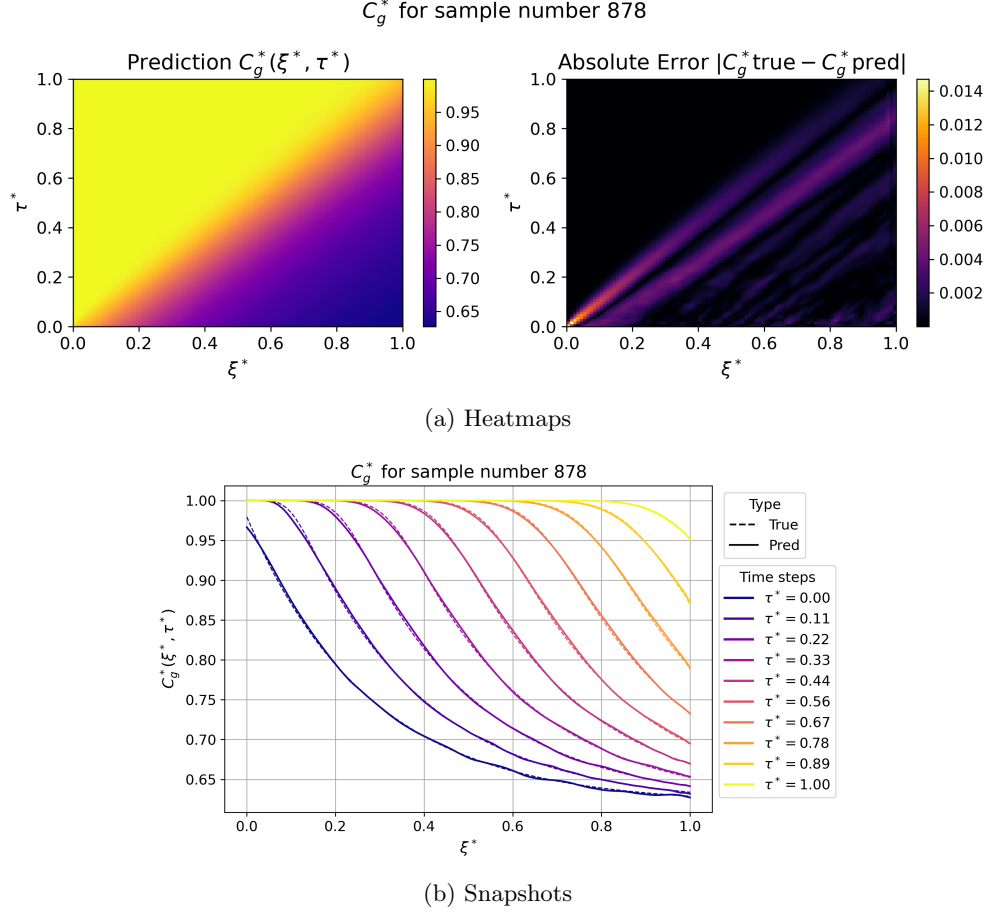 C_g^* for sample number 878
Prediction C_g^*(ξ^*, τ^*)
Absolute Error |C_g^* true − C_g^* pred|
1.0
0.8
0.6
0.4
0.2
0.0
τ^*
0.0 0.2 0.4 0.6 0.8 1.0
ξ^*
0.95
0.90
0.85
0.80
0.75
0.70
0.65
1.0
0.8
0.6
0.4
0.2
0.0
τ^*
0.0 0.2 0.4 0.6 0.8 1.0
ξ^*
0.014
0.012
0.010
0.008
0.006
0.004
0.002
(a) Heatmaps
C_g^* for sample number 878
1.00
0.95
0.90
0.85
0.80
0.75
0.70
0.65
C_g^*(ξ^*, τ^*)
0.0 0.2 0.4 0.6 0.8 1.0
ξ^*
Type
True
Pred
Time steps
τ^* = 0.00
τ^* = 0.11
τ^* = 0.22
τ^* = 0.33
τ^* = 0.44
τ^* = 0.56
τ^* = 0.67
τ^* = 0.78
τ^* = 0.89
τ^* = 1.00
(b) Snapshots